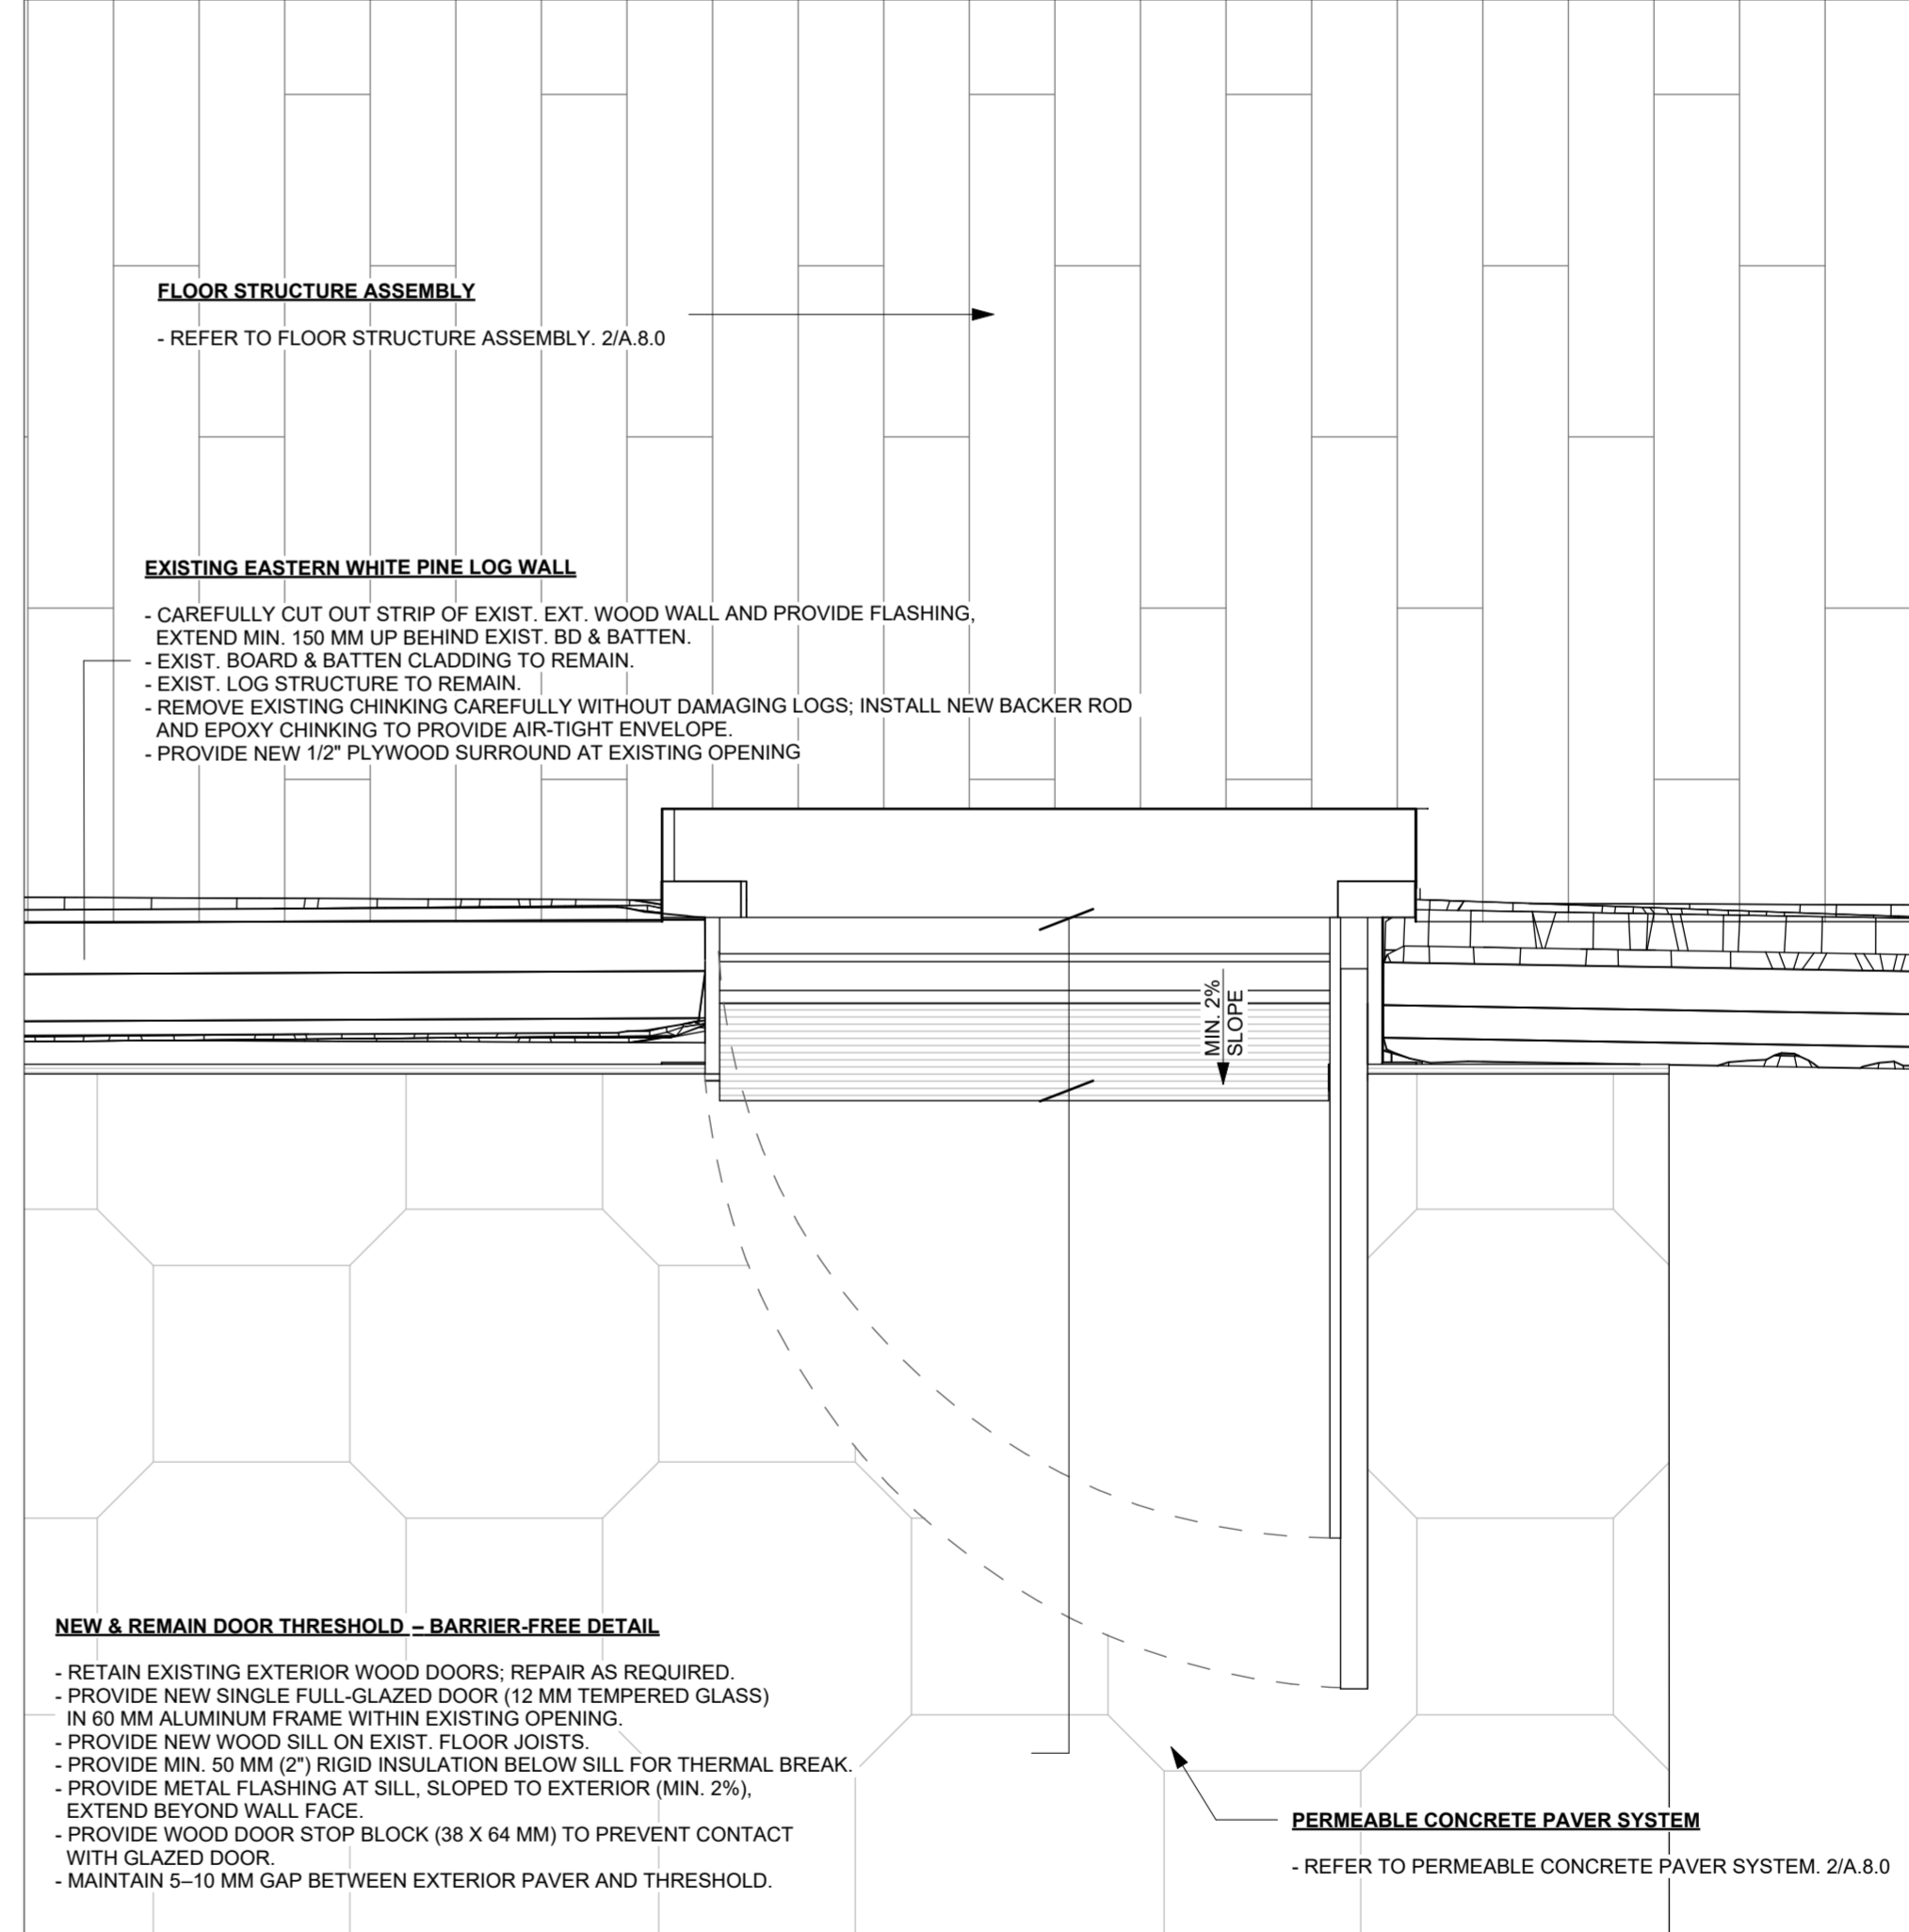 FLOOR STRUCTURE ASSEMBLY
- REFER TO FLOOR STRUCTURE ASSEMBLY. 2/A.8.0
EXISTING EASTERN WHITE PINE LOG WALL
- CAREFULLY CUT OUT STRIP OF EXIST. EXT. WOOD WALL AND PROVIDE FLASHING,
EXTEND MIN. 150 MM UP BEHIND EXIST. BD & BATTEN.
- EXIST. BOARD & BATTEN CLADDING TO REMAIN.
- EXIST. LOG STRUCTURE TO REMAIN.
- REMOVE EXISTING CHINKING CAREFULLY WITHOUT DAMAGING LOGS; INSTALL NEW BACKER ROD
AND EPOXY CHINKING TO PROVIDE AIR-TIGHT ENVELOPE.
- PROVIDE NEW 1/2" PLYWOOD SURROUND AT EXISTING OPENING
MIN. 2%
SLOPE
NEW & REMAIN DOOR THRESHOLD – BARRIER-FREE DETAIL
- RETAIN EXISTING EXTERIOR WOOD DOORS; REPAIR AS REQUIRED.
- PROVIDE NEW SINGLE FULL-GLAZED DOOR (12 MM TEMPERED GLASS)
IN 60 MM ALUMINUM FRAME WITHIN EXISTING OPENING.
- PROVIDE NEW WOOD SILL ON EXIST. FLOOR JOISTS.
- PROVIDE MIN. 50 MM (2") RIGID INSULATION BELOW SILL FOR THERMAL BREAK.
- PROVIDE METAL FLASHING AT SILL, SLOPED TO EXTERIOR (MIN. 2%),
EXTEND BEYOND WALL FACE.
- PROVIDE WOOD DOOR STOP BLOCK (38 X 64 MM) TO PREVENT CONTACT
WITH GLAZED DOOR.
- MAINTAIN 5–10 MM GAP BETWEEN EXTERIOR PAVER AND THRESHOLD.
PERMEABLE CONCRETE PAVER SYSTEM
- REFER TO PERMEABLE CONCRETE PAVER SYSTEM. 2/A.8.0